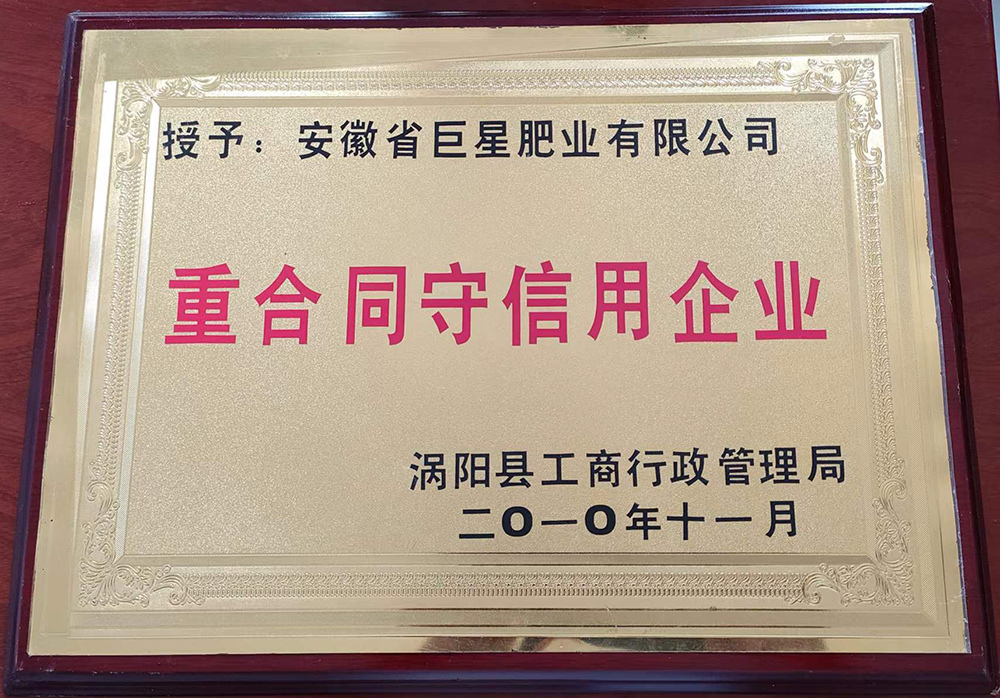 授予：安徽省巨星肥业有限公司
重合同守信用企业
涡阳县工商行政管理局
二O一O年十一月